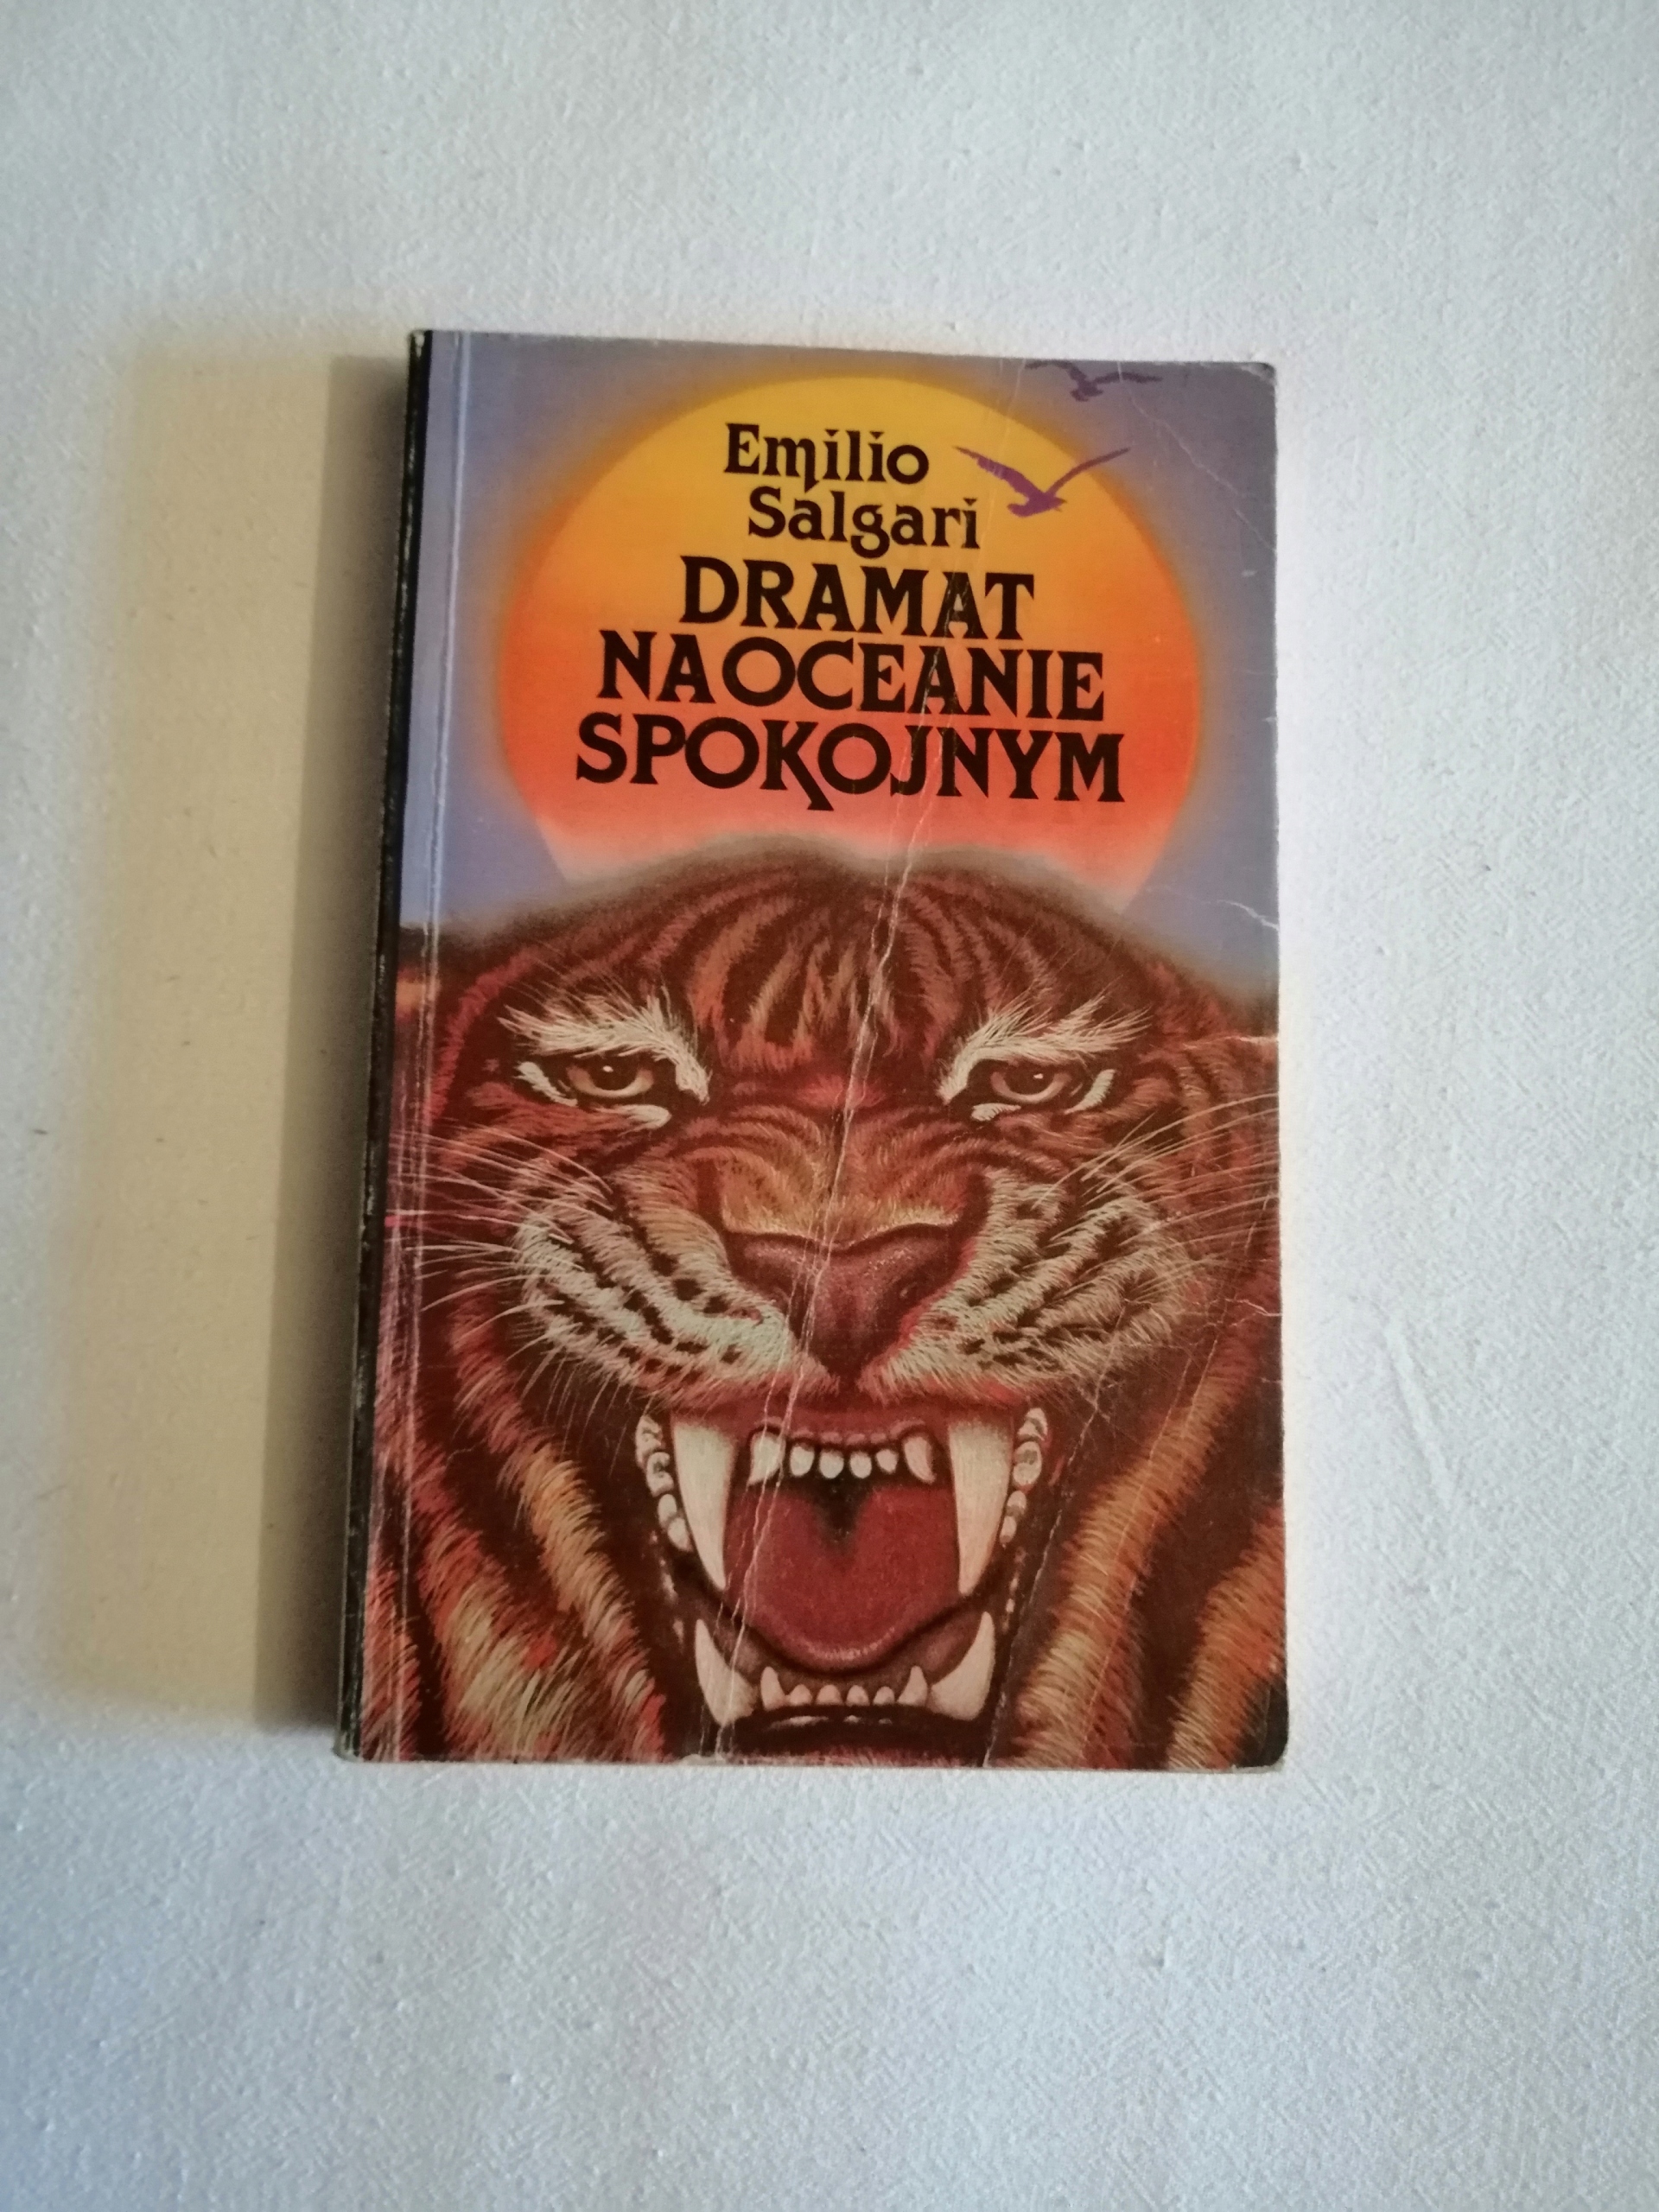 Emilio
Salgari
DRAMAT
NA OCEANIE
SPOKOJNYM